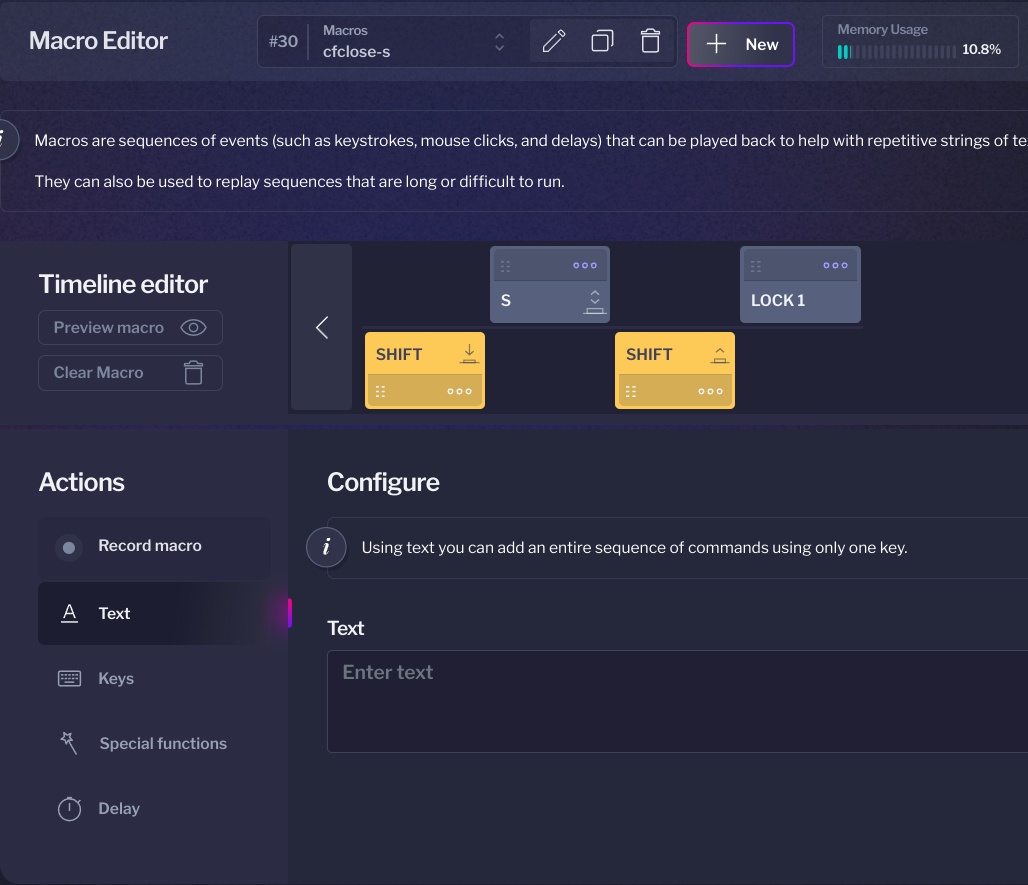 Macro Editor
#30
Macros
cfclose-s
New
Memory Usage
10.8%
i
Macros are sequences of events (such as keystrokes, mouse clicks, and delays) that can be played back to help with repetitive strings of
They can also be used to replay sequences that are long or difficult to run.
Timeline editor
Preview macro
Clear Macro
S
LOCK 1
SHIFT
SHIFT
Actions
Record macro
A Text
Keys
Special functions
Delay
Configure
i
Using text you can add an entire sequence of commands using only one key.
Text
Enter text